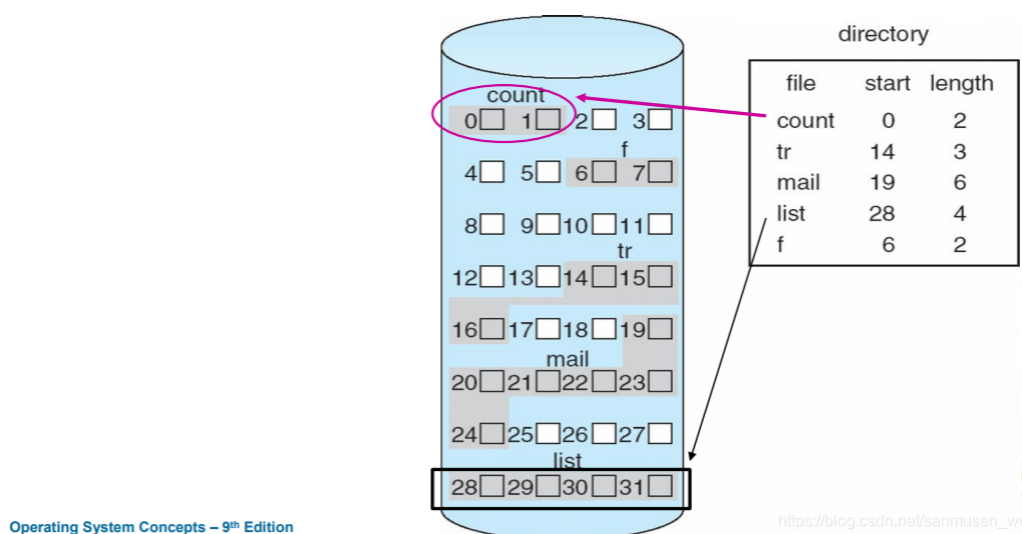 directory
file start length
count 0 2
tr 14 3
mail 19 6
list 28 4
f 6 2
count
0 1 2 3
f
4 5 6 7
8 9 10 11
tr
12 13 14 15
16 17 18 19
mail
20 21 22 23
24 25 26 27
list
28 29 30 31
Operating System Concepts – 9th Edition